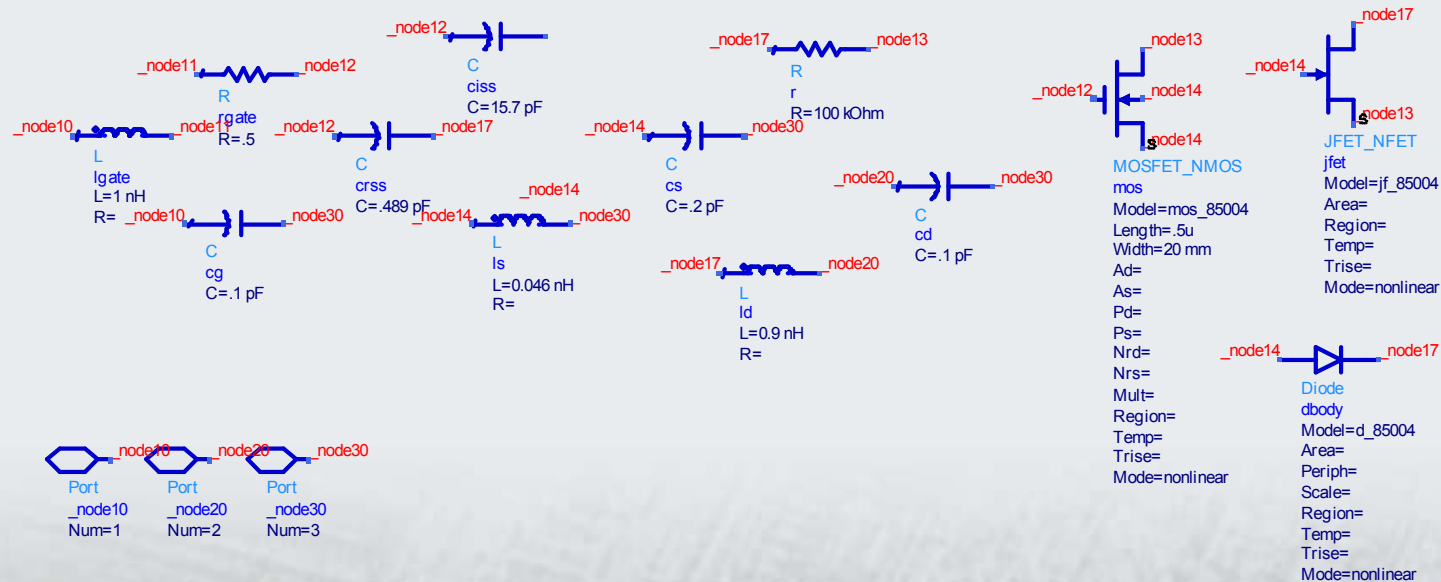 _node12
C
ciss
C=15.7 pF
_node11
_node12
R
rgate
R=.5
_node10
_node11
L
lgate
L=1 nH
R=
_node12
_node17
C
crss
C=.489 pF
_node10
_node30
C
cg
C=.1 pF
_node14
_node14
_node30
L
ls
L=0.046 nH
R=
_node17
_node13
R
r
R=100 kOhm
_node14
_node30
C
cs
C=.2 pF
_node20
_node30
C
cd
C=.1 pF
_node17
_node20
L
ld
L=0.9 nH
R=
_node13
_node12
_node14
_node14
S
MOSFET_NMOS
mos
Model=mos_85004
Length=.5u
Width=20 mm
Ad=
As=
Pd=
Ps=
Nrd=
Nrs=
Mult=
Region=
Temp=
Trise=
Mode=nonlinear
_node17
_node14
_node13
S
JFET_NFET
jfet
Model=jf_85004
Area=
Region=
Temp=
Trise=
Mode=nonlinear
_node14
_node17
Diode
dbody
Model=d_85004
Area=
Periph=
Scale=
Region=
Temp=
Trise=
Mode=nonlinear
_node10
Port
_node10
Num=1
_node20
Port
_node20
Num=2
_node30
Port
_node30
Num=3